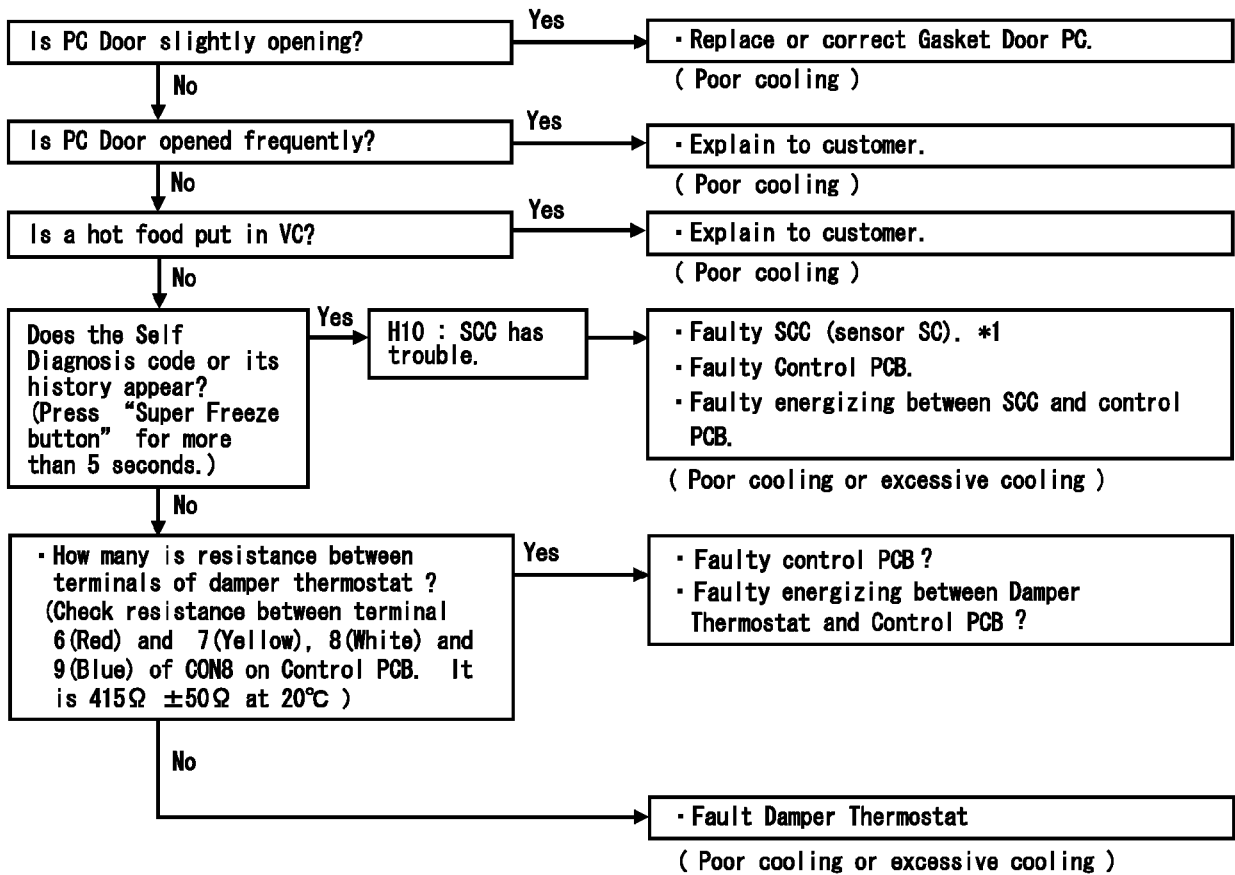 Is PC Door slightly opening?
Yes
・Replace or correct Gasket Door PC.
( Poor cooling )
No
Is PC Door opened frequently?
Yes
・Explain to customer.
( Poor cooling )
No
Is a hot food put in VC?
Yes
・Explain to customer.
( Poor cooling )
No
Does the Self
Diagnosis code or its
history appear?
(Press “Super Freeze
button” for more
than 5 seconds.)
Yes
H10 : SCC has
trouble.
・Faulty SCC (sensor SC). *1
・Faulty Control PCB.
・Faulty energizing between SCC and control
PCB.
( Poor cooling or excessive cooling )
No
・How many is resistance between
terminals of damper thermostat ?
(Check resistance between terminal
6(Red) and 7(Yellow), 8(White) and
9(Blue) of CON8 on Control PCB. It
is 415Ω ±50Ω at 20℃ )
Yes
・Faulty control PCB ?
・Faulty energizing between Damper
Thermostat and Control PCB ?
No
・Fault Damper Thermostat
( Poor cooling or excessive cooling )